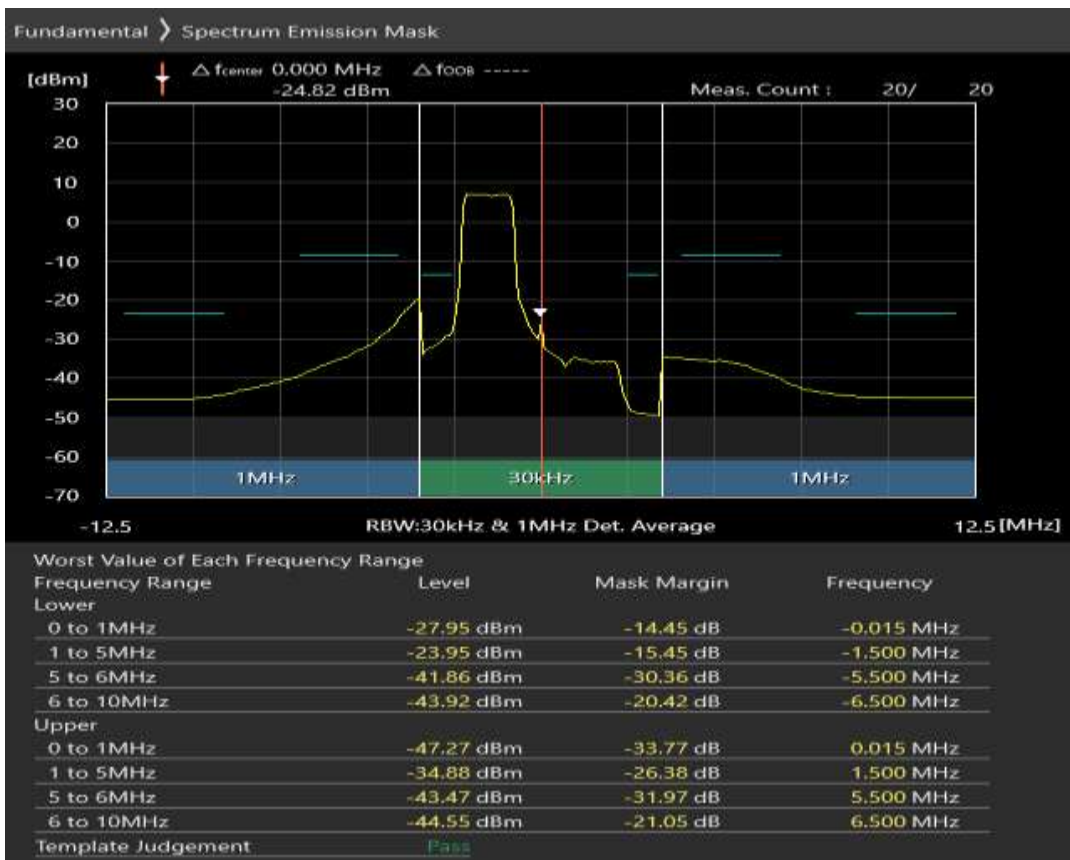 Fundamental ❯ Spectrum Emission Mask
[dBm] △ fcenter 0.000 MHz △ fOOB -----
-24.82 dBm Meas. Count : 20/ 20
30
20
10
0
-10
-20
-30
-40
-50
-60
1MHz 30kHz 1MHz
-70
-12.5 RBW:30kHz & 1MHz Det. Average 12.5 [MHz]
Worst Value of Each Frequency Range
Frequency Range Level Mask Margin Frequency
Lower
0 to 1MHz -27.95 dBm -14.45 dB -0.015 MHz
1 to 5MHz -23.95 dBm -15.45 dB -1.500 MHz
5 to 6MHz -41.86 dBm -30.36 dB -5.500 MHz
6 to 10MHz -43.92 dBm -20.42 dB -6.500 MHz
Upper
0 to 1MHz -47.27 dBm -33.77 dB 0.015 MHz
1 to 5MHz -34.88 dBm -26.38 dB 1.500 MHz
5 to 6MHz -43.47 dBm -31.97 dB 5.500 MHz
6 to 10MHz -44.55 dBm -21.05 dB 6.500 MHz
Template Judgement Pass